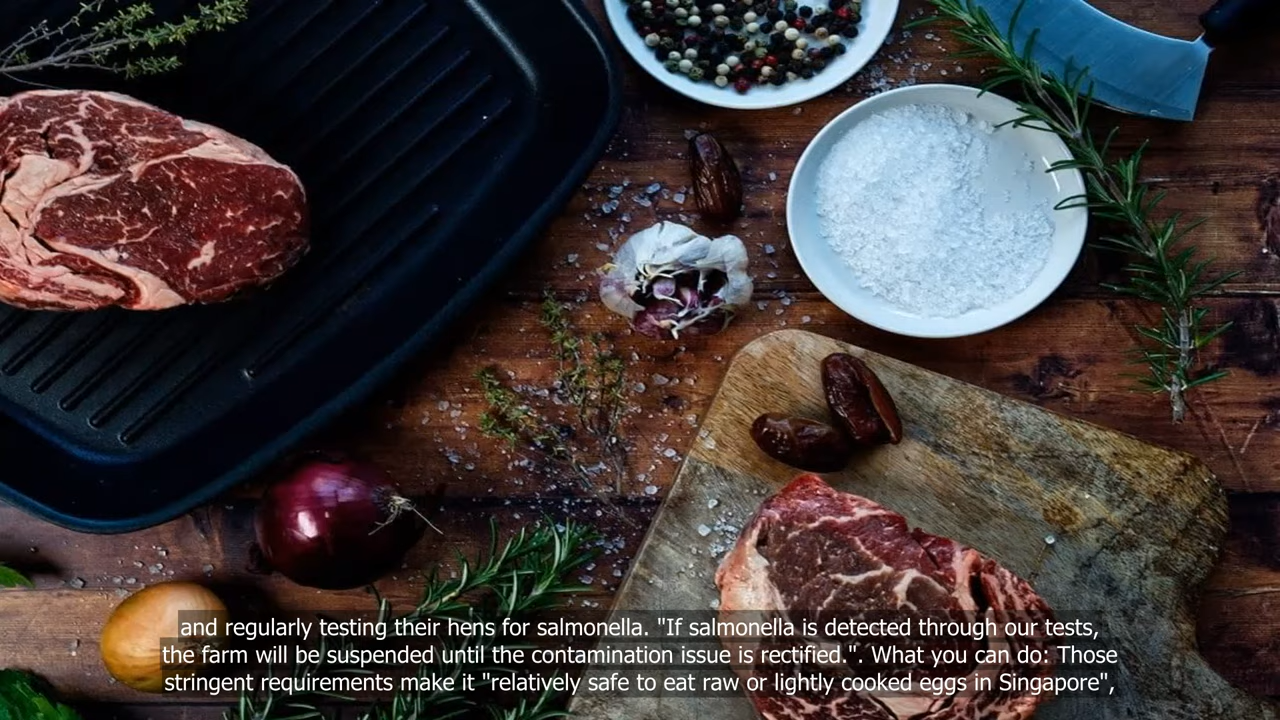 and regularly testing their hens for salmonella. "If salmonella is detected through our tests,
the farm will be suspended until the contamination issue is rectified.". What you can do: Those
stringent requirements make it "relatively safe to eat raw or lightly cooked eggs in Singapore",